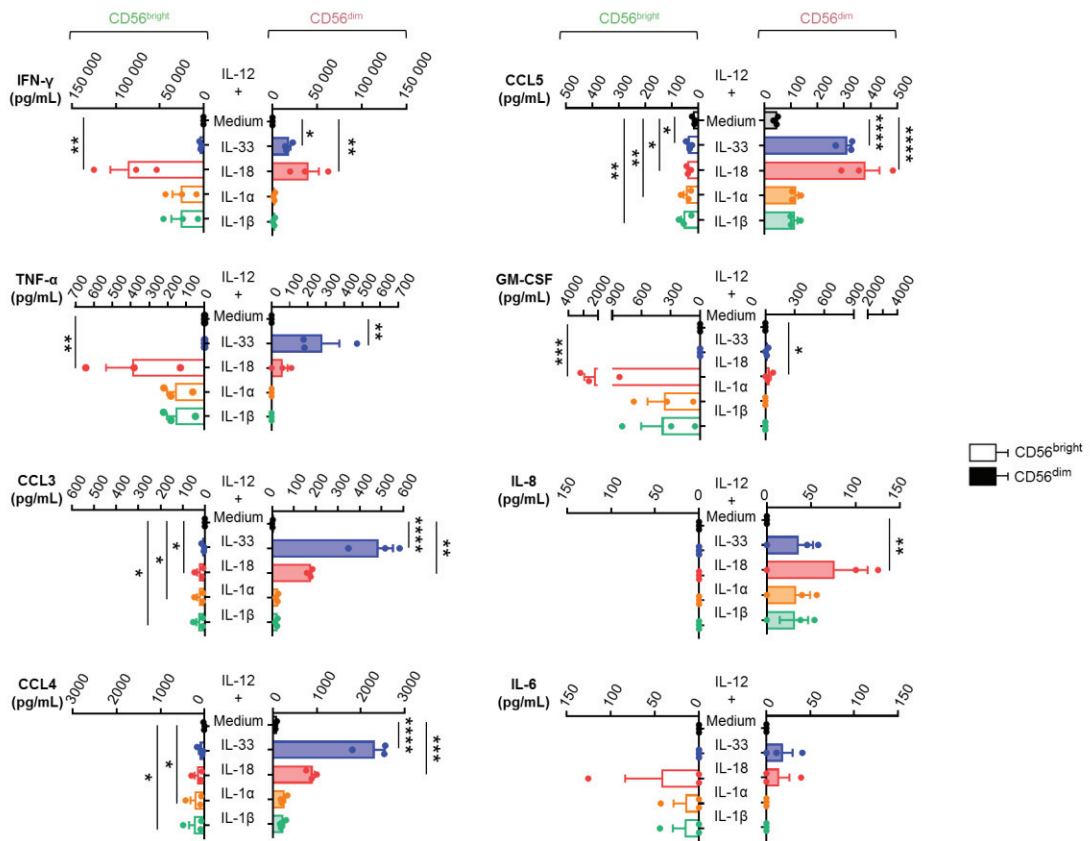 CD56bright CD56dim
IFN-γ (pg/mL)
150 000 100 000 50 000 0
IL-12 +
0 50 000 100 000 150 000
Medium
IL-33
IL-18
IL-1α
IL-1β
** * **
TNF-α (pg/mL)
700 600 500 400 300 200 100 0
IL-12 +
0 100 200 300 400 500 600 700
Medium
IL-33
IL-18
IL-1α
IL-1β
** **
CCL3 (pg/mL)
600 500 400 300 200 100 0
IL-12 +
0 100 200 300 400 500 600
Medium
IL-33
IL-18
IL-1α
IL-1β
* * * **** **
CCL4 (pg/mL)
3000 2000 1000 0
IL-12 +
0 1000 2000 3000
Medium
IL-33
IL-18
IL-1α
IL-1β
* * **** ***
CD56bright CD56dim
CCL5 (pg/mL)
500 400 300 200 100 0
IL-12 +
0 100 200 300 400 500
Medium
IL-33
IL-18
IL-1α
IL-1β
** ** * * **** ****
GM-CSF (pg/mL)
4000 2000 900 600 300 0
IL-12 +
0 300 600 900 2000 4000
Medium
IL-33
IL-18
IL-1α
IL-1β
*** *
IL-8 (pg/mL)
150 100 50 0
IL-12 +
0 50 100 150
Medium
IL-33
IL-18
IL-1α
IL-1β
**
IL-6 (pg/mL)
150 100 50 0
IL-12 +
0 50 100 150
Medium
IL-33
IL-18
IL-1α
IL-1β
CD56bright
CD56dim